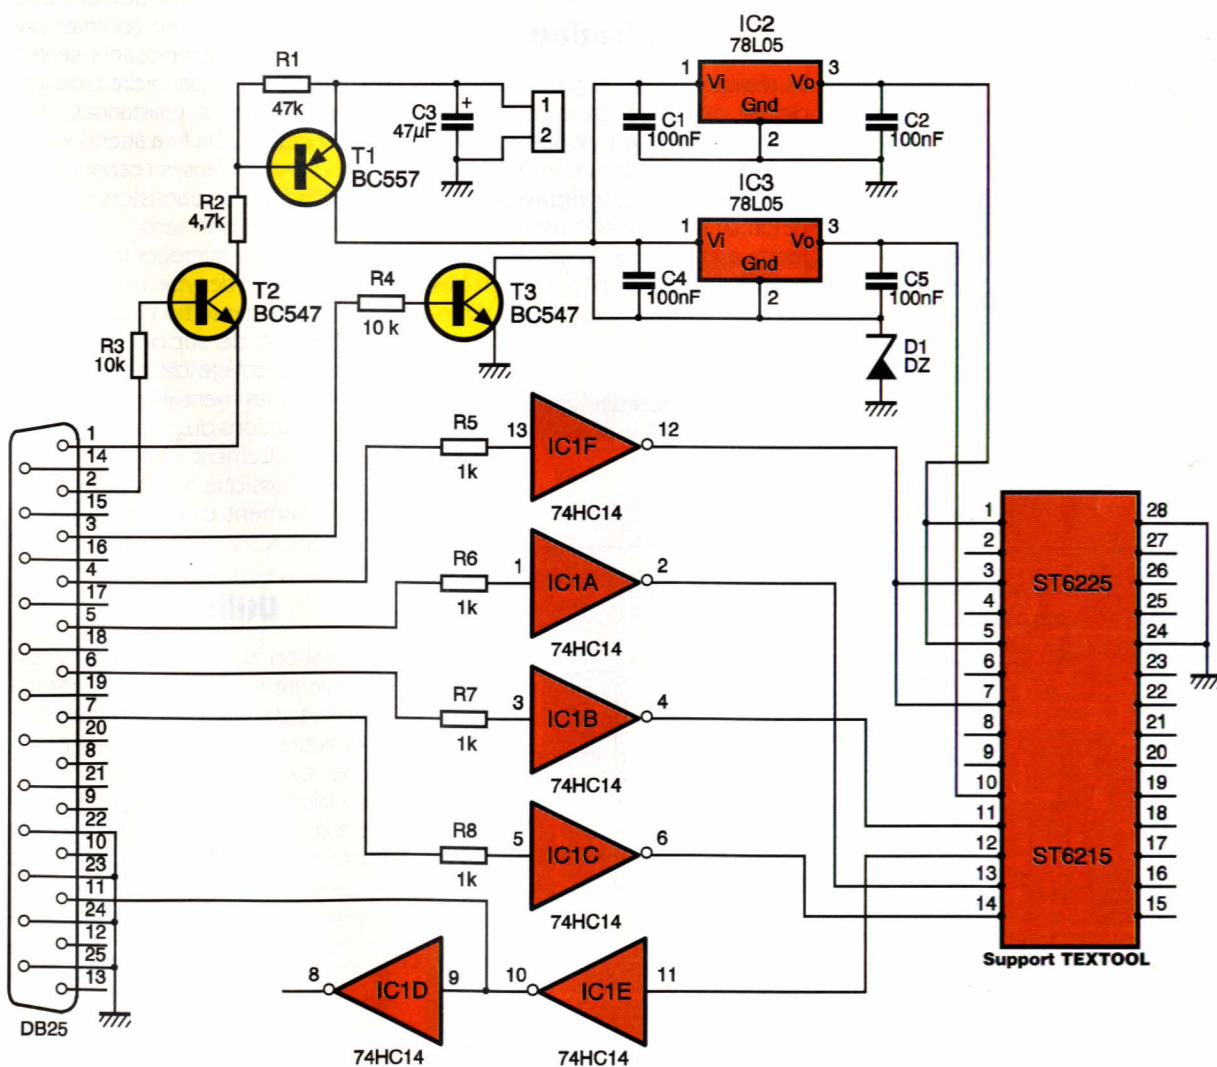 IC2
78L05
R1
47k
C3
47µF
+
1
2
1
Vi
Vo
3
Gnd
2
C1
100nF
C2
100nF
T1
BC557
R2
4,7k
IC3
78L05
1
Vi
Vo
3
Gnd
2
C4
100nF
C5
100nF
T2
BC547
R4
10 k
T3
BC547
R3
10k
D1
DZ
1
14
2
15
3
16
4
17
5
18
6
19
7
20
8
21
9
22
10
23
11
24
12
25
13
DB25
R5
1k
13
IC1F
12
74HC14
R6
1k
1
IC1A
2
74HC14
R7
1k
3
IC1B
4
74HC14
R8
1k
5
IC1C
6
74HC14
8
IC1D
9
74HC14
10
IC1E
11
74HC14
1
2
3
4
5
6
7
8
9
10
11
12
13
14
ST6225
ST6215
28
27
26
25
24
23
22
21
20
19
18
17
16
15
Support TEXTOOL